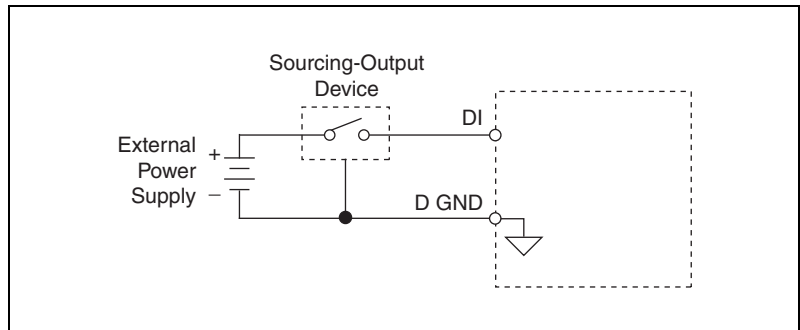 Sourcing-Output
Device
DI
External
Power
Supply
+
–
D GND